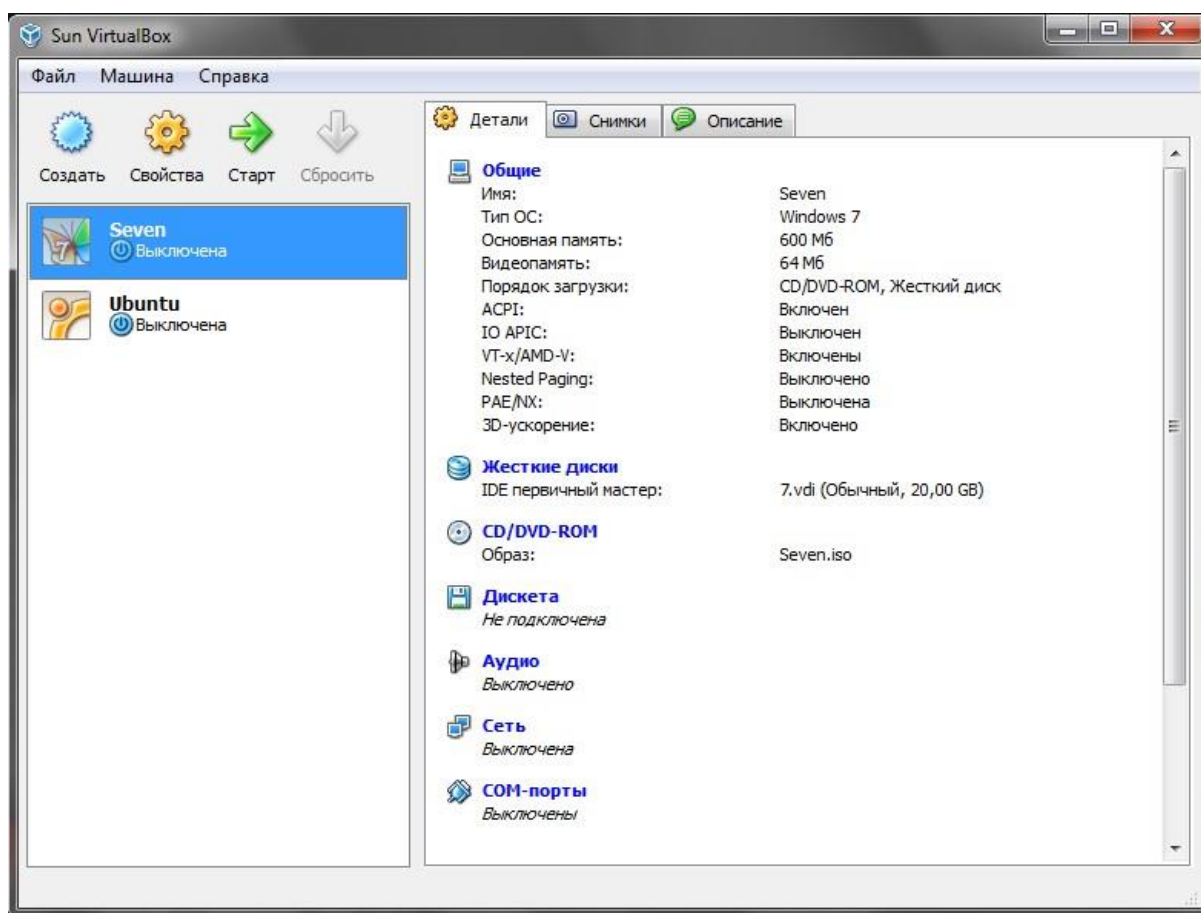 Sun VirtualBox
Файл Машина Справка
Создать Свойства Старт Сбросить
Seven
Выключена
Ubuntu
Выключена
Детали Снимки Описание
Общие
Имя: Seven
Тип ОС: Windows 7
Основная память: 600 Мб
Видеопамять: 64 Мб
Порядок загрузки: CD/DVD-ROM, Жесткий диск
ACPI: Включен
IO APIC: Выключен
VT-x/AMD-V: Включены
Nested Paging: Выключено
PAE/NX: Выключена
3D-ускорение: Включено
Жесткие диски
IDE первичный мастер: 7.vdi (Обычный, 20,00 GB)
CD/DVD-ROM
Образ: Seven.iso
Дискета
Не подключена
Аудио
Выключено
Сеть
Выключена
COM-порты
Выключены